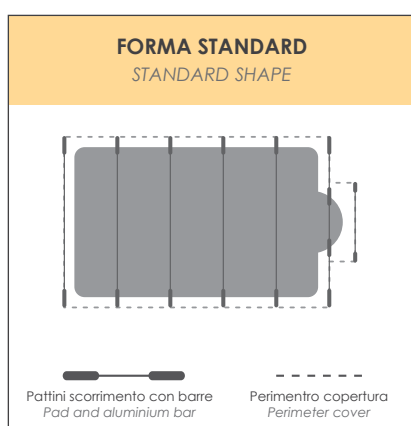 FORMA STANDARD
STANDARD SHAPE
Pattini scorrimento con barre
Pad and aluminium bar
Perimentro copertura
Perimeter cover